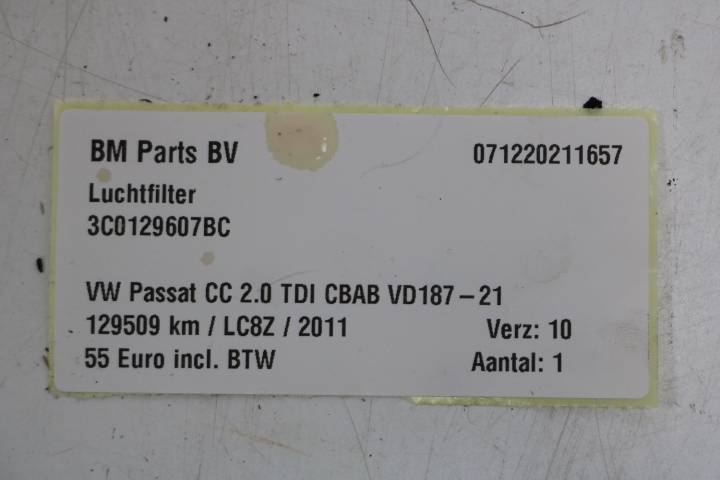 BM Parts BV 071220211657
Luchtfilter
3C0129607BC
VW Passat CC 2.0 TDI CBAB VD187-21
129509 km / LC8Z / 2011 Verz: 10
55 Euro incl. BTW Aantal: 1